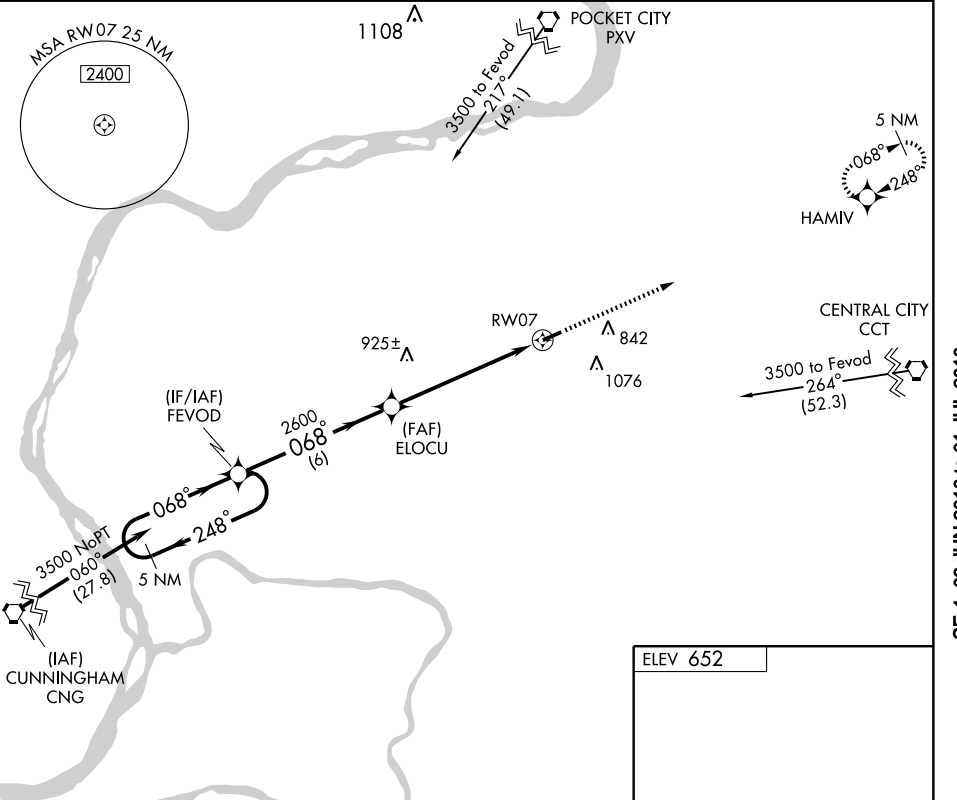 MSA RW07 25 NM
2400
1108
POCKET CITY
PXV
3500 to Fevod
217°
(49.1)
5 NM
068°
248°
HAMIV
CENTRAL CITY
CCT
3500 to Fevod
264°
(52.3)
RW07
842
1076
925±
(IF/IAF)
FEVOD
2600
068°
(6)
(FAF)
ELOCU
068°
248°
5 NM
3500 NoPT
060°
(27.8)
(IAF)
CUNNINGHAM
CNG
ELEV 652